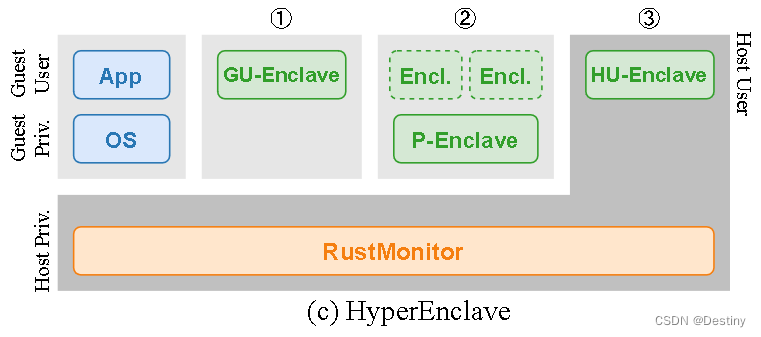 ① ② ③
Guest User
App
GU-Enclave
Encl.
Encl.
HU-Enclave
Host User
Guest Priv.
OS
P-Enclave
Host Priv.
RustMonitor
(c) HyperEnclave
CSDN @Destiny